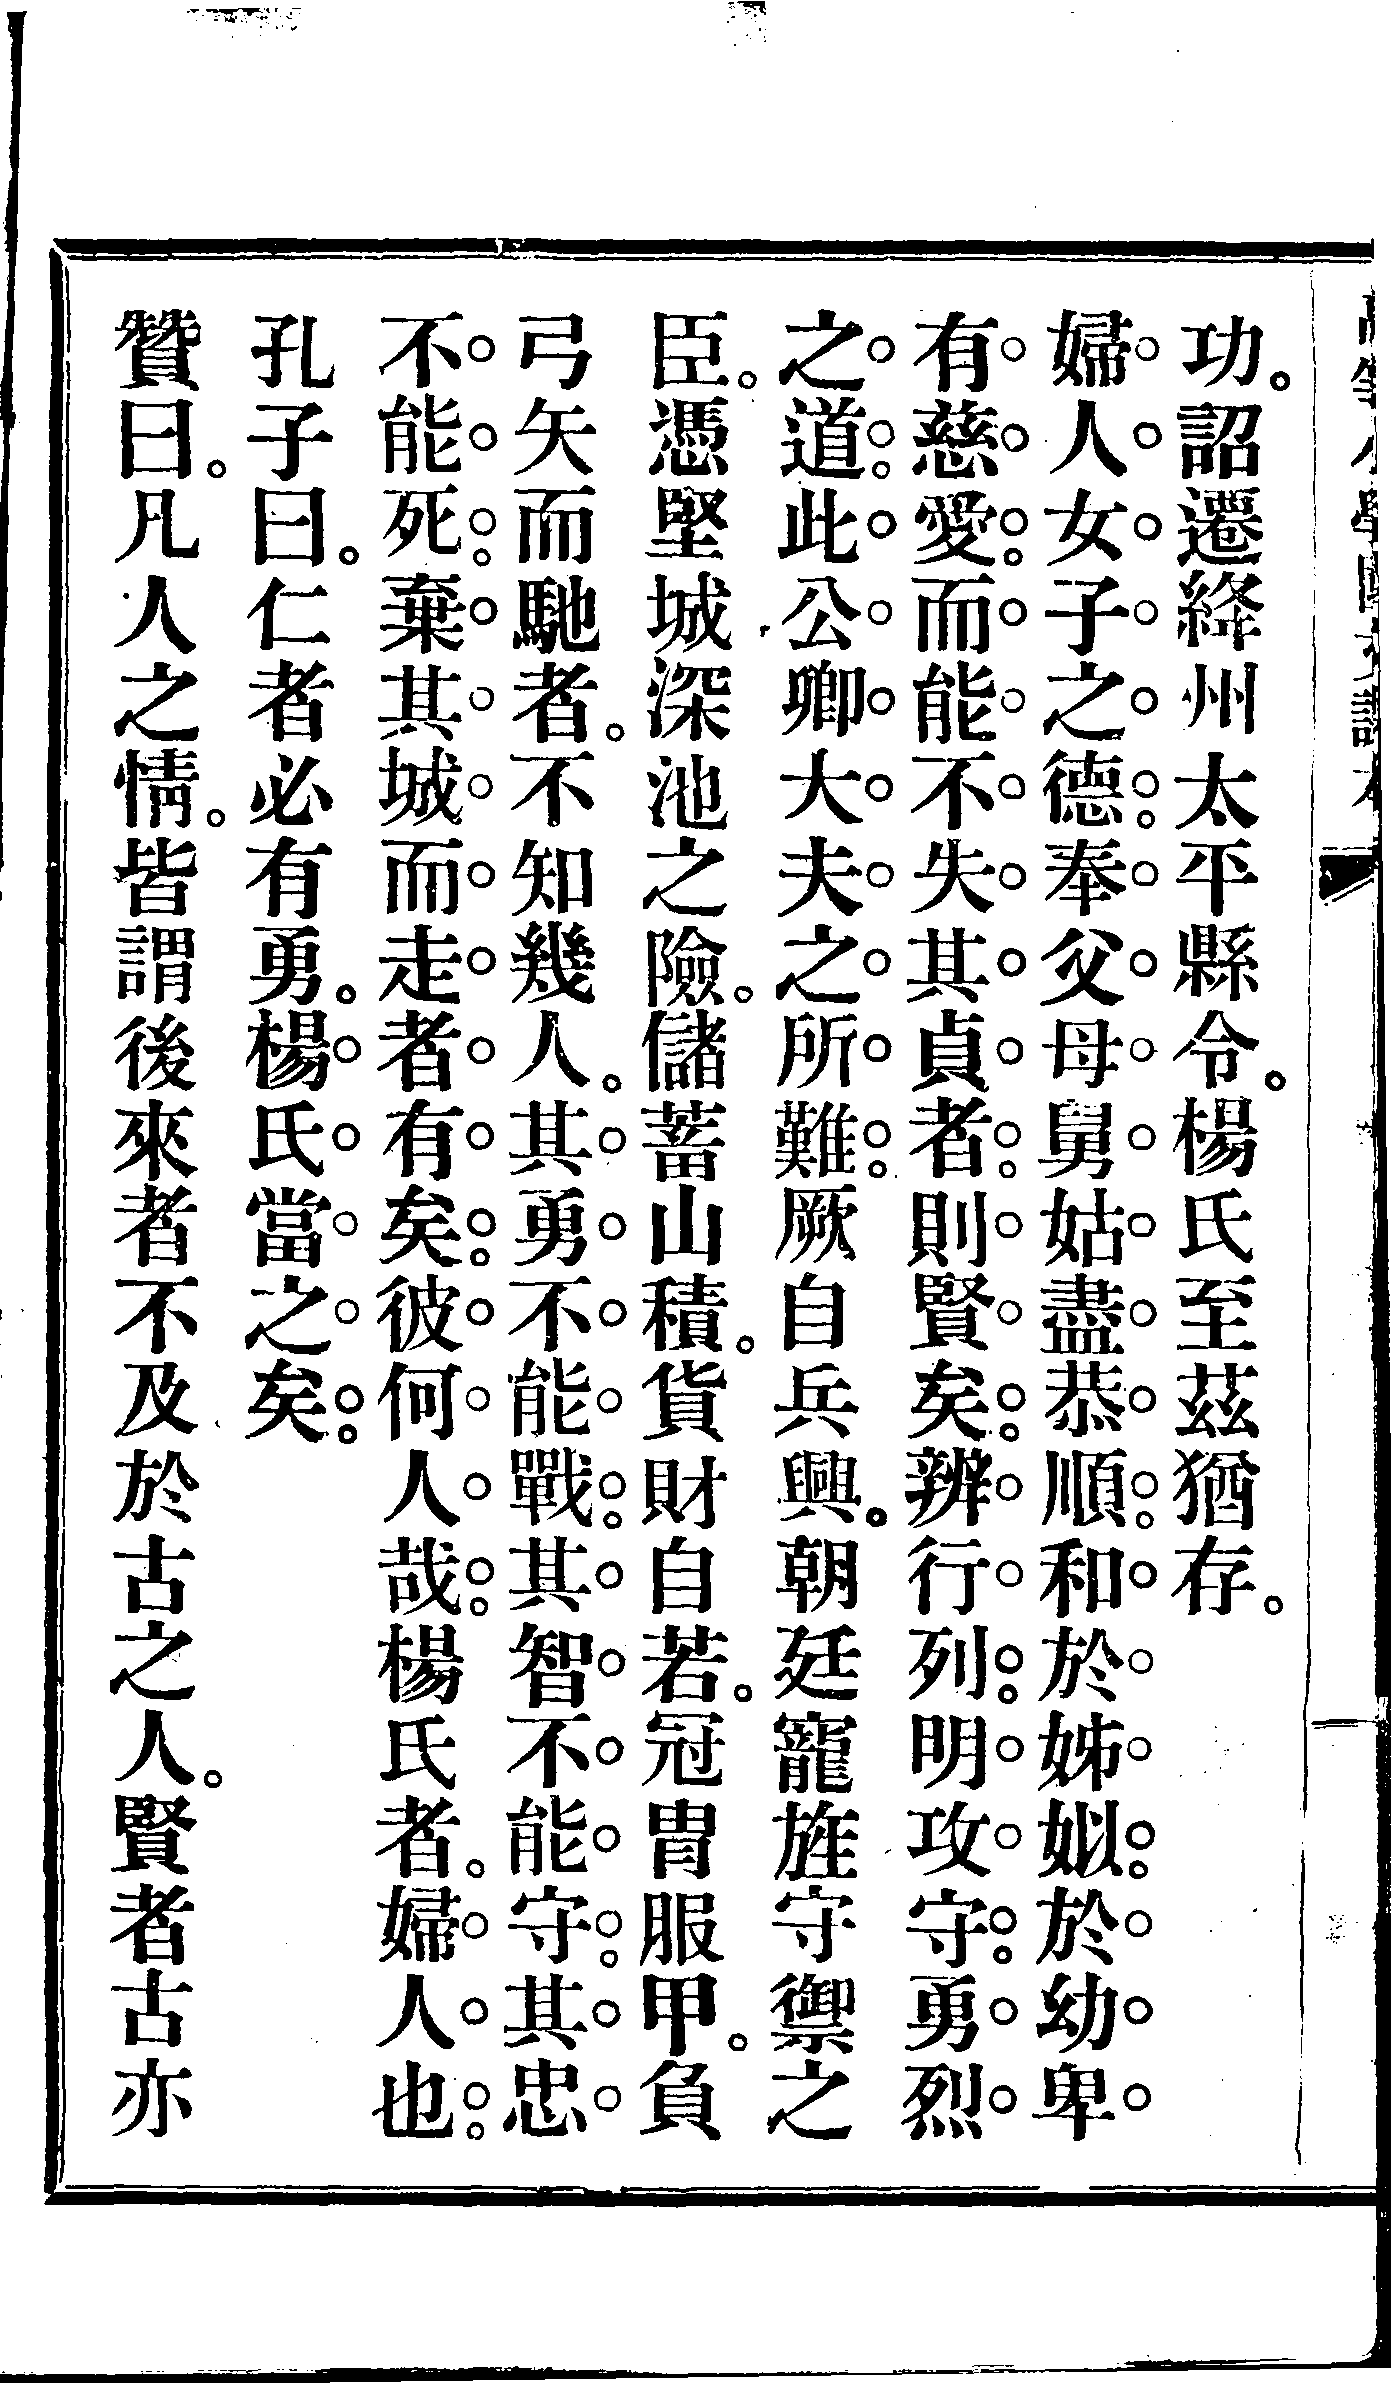 高等小學國文讀本
功。詔遷絳州太平縣令。楊氏至茲猶存。
婦人女子之德。奉父母舅姑盡恭順。和於姊姒。於幼卑
有慈愛。而能不失其貞者。則賢矣。辨行列。明攻守。勇烈
之道。此公卿大夫之所難。厥自兵興。朝廷寵旌守禦之
臣。憑堅城深池之險。儲蓄山積。貨財自若。冠冑服甲。負
弓矢而馳者。不知幾人。其勇不能戰。其智不能守。其忠
不能死。棄其城而走者有矣。彼何人哉。楊氏者。婦人也。
孔子曰。仁者必有勇。楊氏當之矣。
贊曰。凡人之情。皆謂後來者不及於古之人。賢者古亦